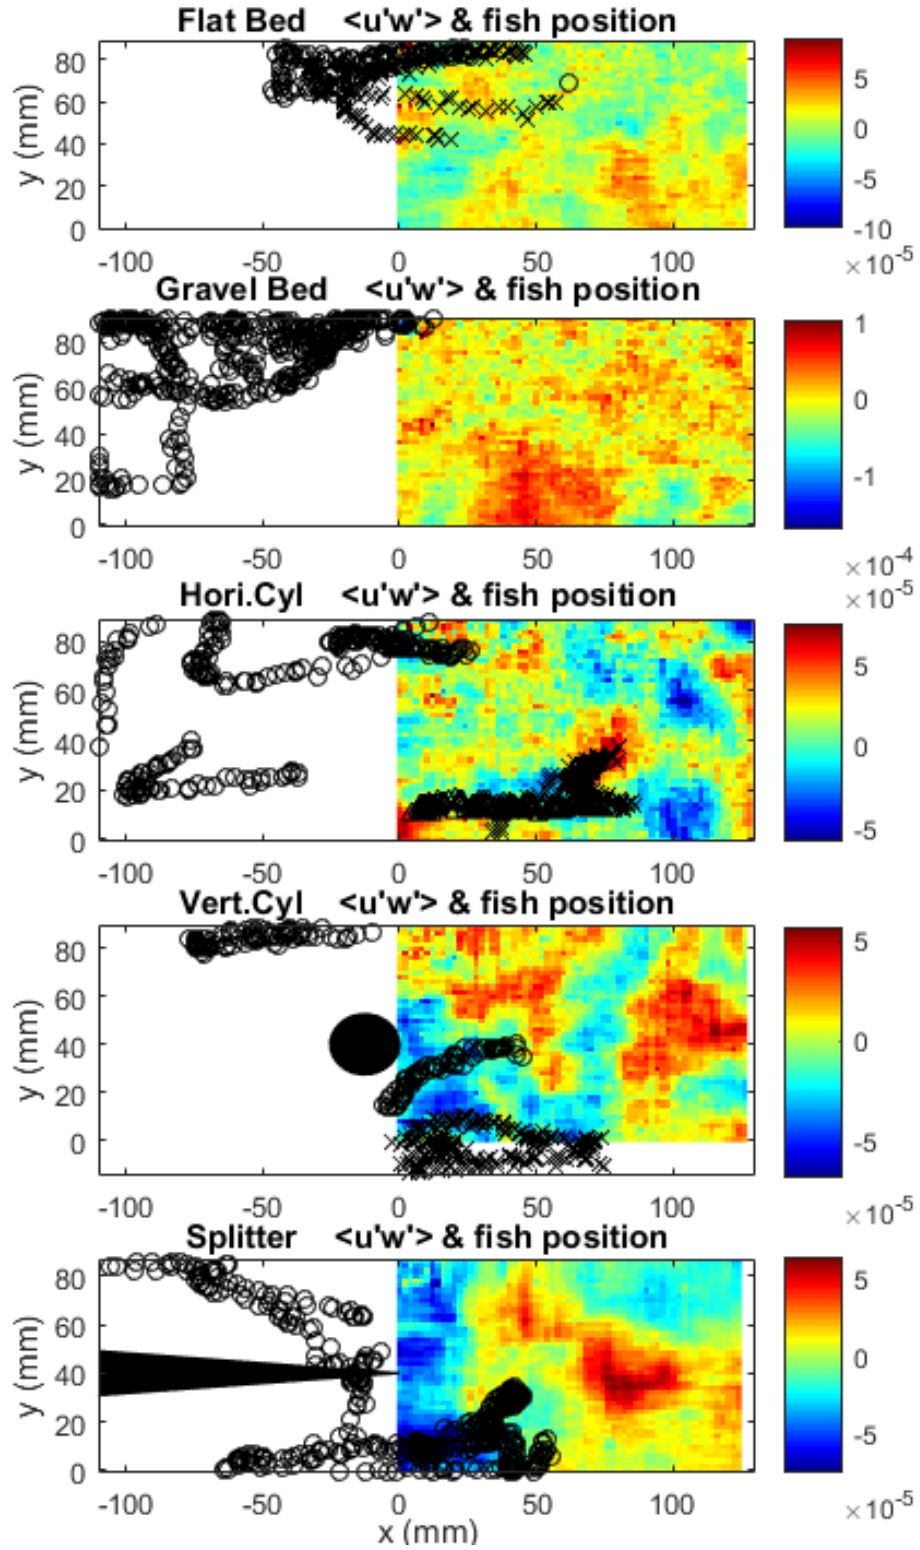 Flat Bed <u'w'> & fish position
80
60
40
20
0
y (mm)
-100 -50 0 50 100
5
0
-5
-10
×10-5
Gravel Bed <u'w'> & fish position
80
60
40
20
0
y (mm)
-100 -50 0 50 100
1
0
-1
×10-4
Hori.Cyl <u'w'> & fish position
×10-5
80
60
40
20
0
y (mm)
-100 -50 0 50 100
5
0
-5
Vert.Cyl <u'w'> & fish position
80
60
40
20
0
y (mm)
-100 -50 0 50 100
5
0
-5
×10-5
Splitter <u'w'> & fish position
80
60
40
20
0
y (mm)
-100 -50 0 50 100
x (mm)
5
0
-5
×10-5